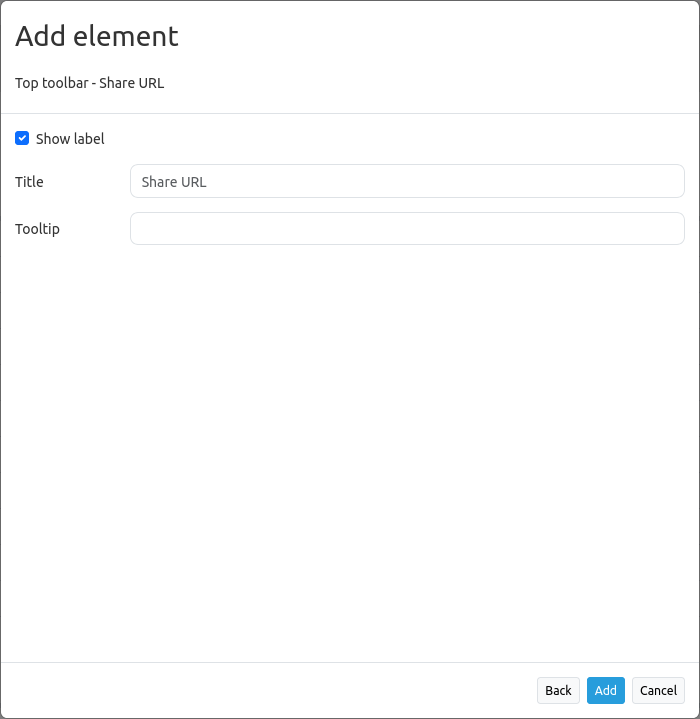 Add element
Top toolbar - Share URL
Show label
Title
Share URL
Tooltip
Back
Add
Cancel